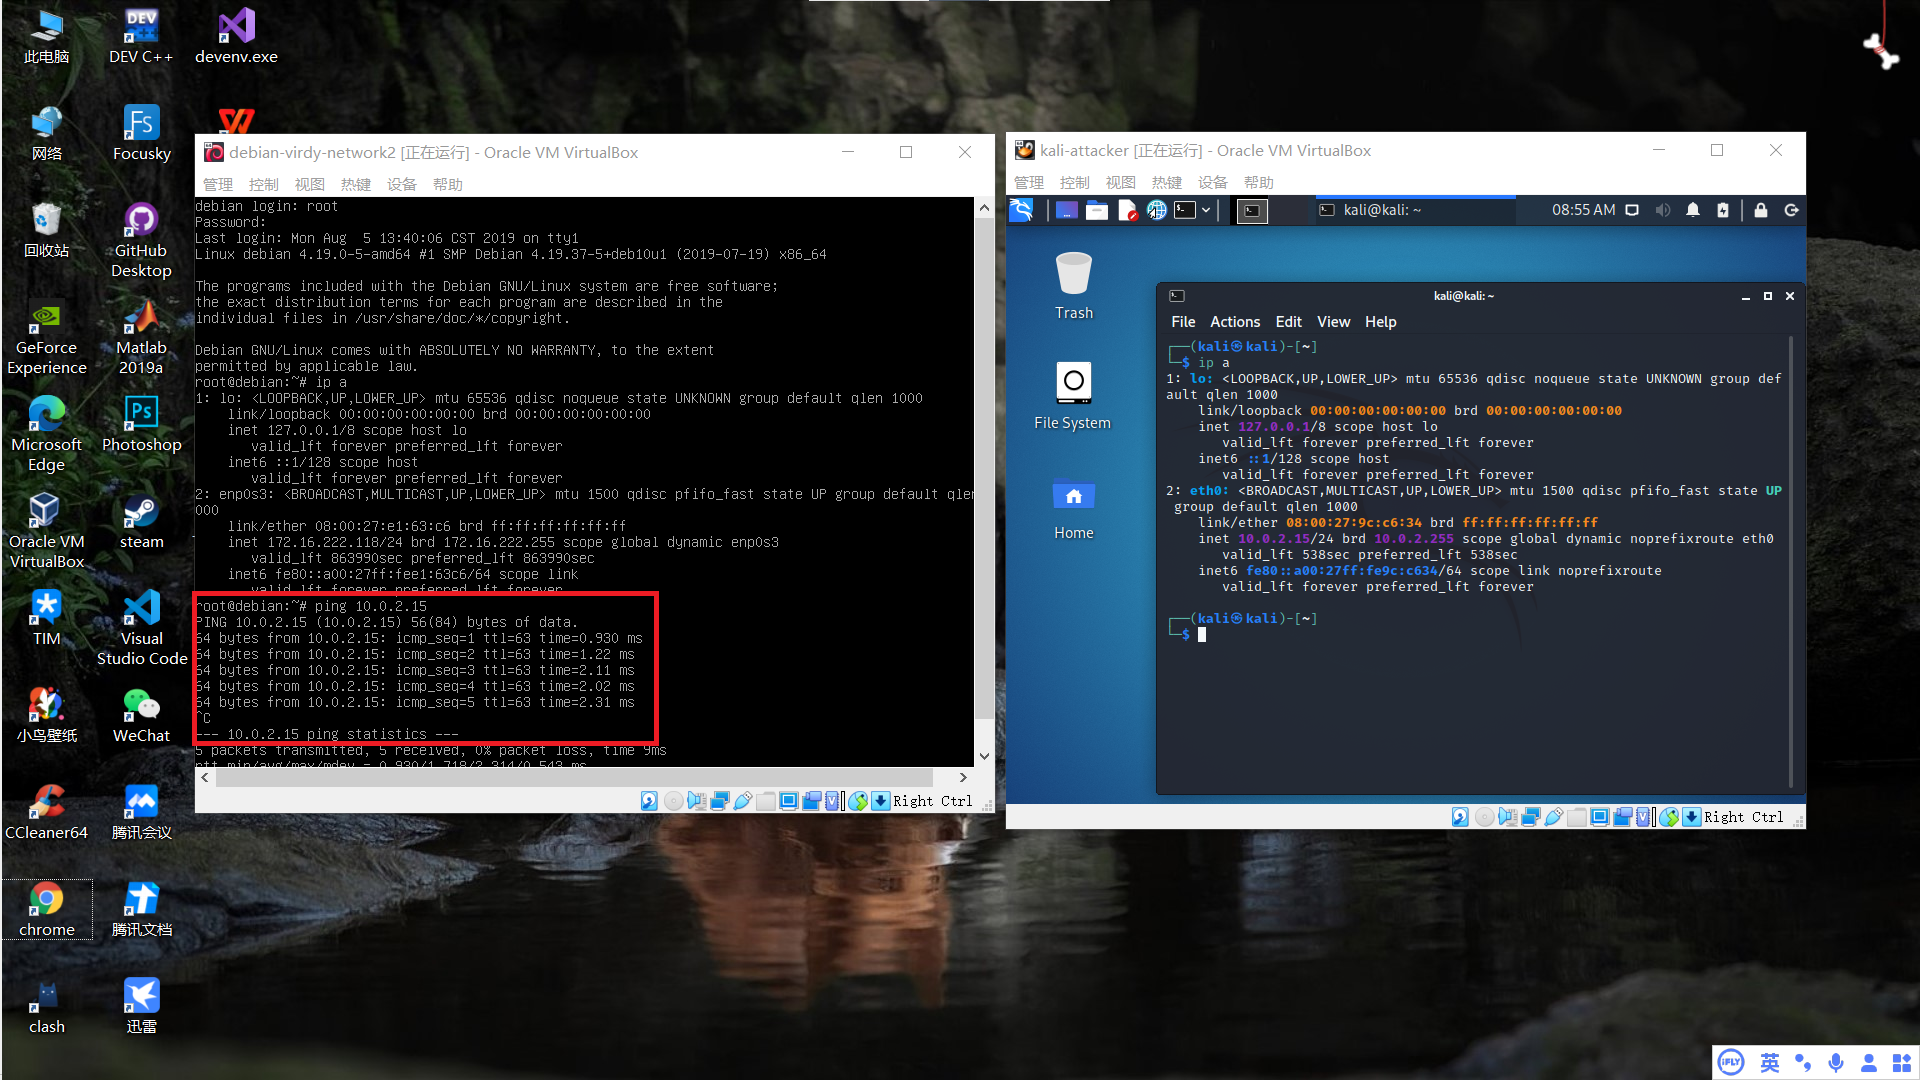 此电脑
DEV C++
devenv.exe
网络
Focusky
回收站
GitHub
Desktop
GeForce
Experience
Matlab
2019a
Microsoft
Edge
Photoshop
Oracle VM
VirtualBox
steam
TIM
Visual
Studio Code
小鸟壁纸
WeChat
CCleaner64
腾讯会议
chrome
腾讯文档
clash
迅雷
debian-virdy-network2 [正在运行] - Oracle VM VirtualBox
管理 控制 视图 热键 设备 帮助
debian login: root
Password:
Last login: Mon Aug  5 13:40:06 CST 2019 on tty1
Linux debian 4.19.0-5-amd64 #1 SMP Debian 4.19.37-5+deb10u1 (2019-07-19) x86_64
The programs included with the Debian GNU/Linux system are free software;
the exact distribution terms for each program are described in the
individual files in /usr/share/doc/*/copyright.
Debian GNU/Linux comes with ABSOLUTELY NO WARRANTY, to the extent
permitted by applicable law.
root@debian:~# ip a
1: lo: <LOOPBACK,UP,LOWER_UP> mtu 65536 qdisc noqueue state UNKNOWN group default qlen 1000
link/loopback 00:00:00:00:00:00 brd 00:00:00:00:00:00
inet 127.0.0.1/8 scope host lo
valid_lft forever preferred_lft forever
inet6 ::1/128 scope host
valid_lft forever preferred_lft forever
2: enp0s3: <BROADCAST,MULTICAST,UP,LOWER_UP> mtu 1500 qdisc pfifo_fast state UP group default qlen
000
link/ether 08:00:27:e1:63:c6 brd ff:ff:ff:ff:ff:ff
inet 172.16.222.118/24 brd 172.16.222.255 scope global dynamic enp0s3
valid_lft 863990sec preferred_lft 863990sec
inet6 fe80::a00:27ff:fee1:63c6/64 scope link
valid_lft forever preferred_lft forever
root@debian:~# ping 10.0.2.15
PING 10.0.2.15 (10.0.2.15) 56(84) bytes of data.
64 bytes from 10.0.2.15: icmp_seq=1 ttl=63 time=0.930 ms
64 bytes from 10.0.2.15: icmp_seq=2 ttl=63 time=1.22 ms
64 bytes from 10.0.2.15: icmp_seq=3 ttl=63 time=2.11 ms
64 bytes from 10.0.2.15: icmp_seq=4 ttl=63 time=2.02 ms
64 bytes from 10.0.2.15: icmp_seq=5 ttl=63 time=2.31 ms
^C
--- 10.0.2.15 ping statistics ---
5 packets transmitted, 5 received, 0% packet loss, time 9ms
rtt min/avg/max/mdev = 0.930/1.718/2.314/0.543 ms
Right Ctrl
kali-attacker [正在运行] - Oracle VM VirtualBox
管理 控制 视图 热键 设备 帮助
kali@kali: ~
08:55 AM
Trash
File System
Home
kali@kali: ~
File Actions Edit View Help
┌──(kali㉿kali)-[~]
└─$ ip a
1: lo: <LOOPBACK,UP,LOWER_UP> mtu 65536 qdisc noqueue state UNKNOWN group def
ault qlen 1000
link/loopback 00:00:00:00:00:00 brd 00:00:00:00:00:00
inet 127.0.0.1/8 scope host lo
valid_lft forever preferred_lft forever
inet6 ::1/128 scope host
valid_lft forever preferred_lft forever
2: eth0: <BROADCAST,MULTICAST,UP,LOWER_UP> mtu 1500 qdisc pfifo_fast state UP
group default qlen 1000
link/ether 08:00:27:9c:c6:34 brd ff:ff:ff:ff:ff:ff
inet 10.0.2.15/24 brd 10.0.2.255 scope global dynamic noprefixroute eth0
valid_lft 538sec preferred_lft 538sec
inet6 fe80::a00:27ff:fe9c:c634/64 scope link noprefixroute
valid_lft forever preferred_lft forever
┌──(kali㉿kali)-[~]
└─$
Right Ctrl
iFLY 英
DEV
Fs
Ps